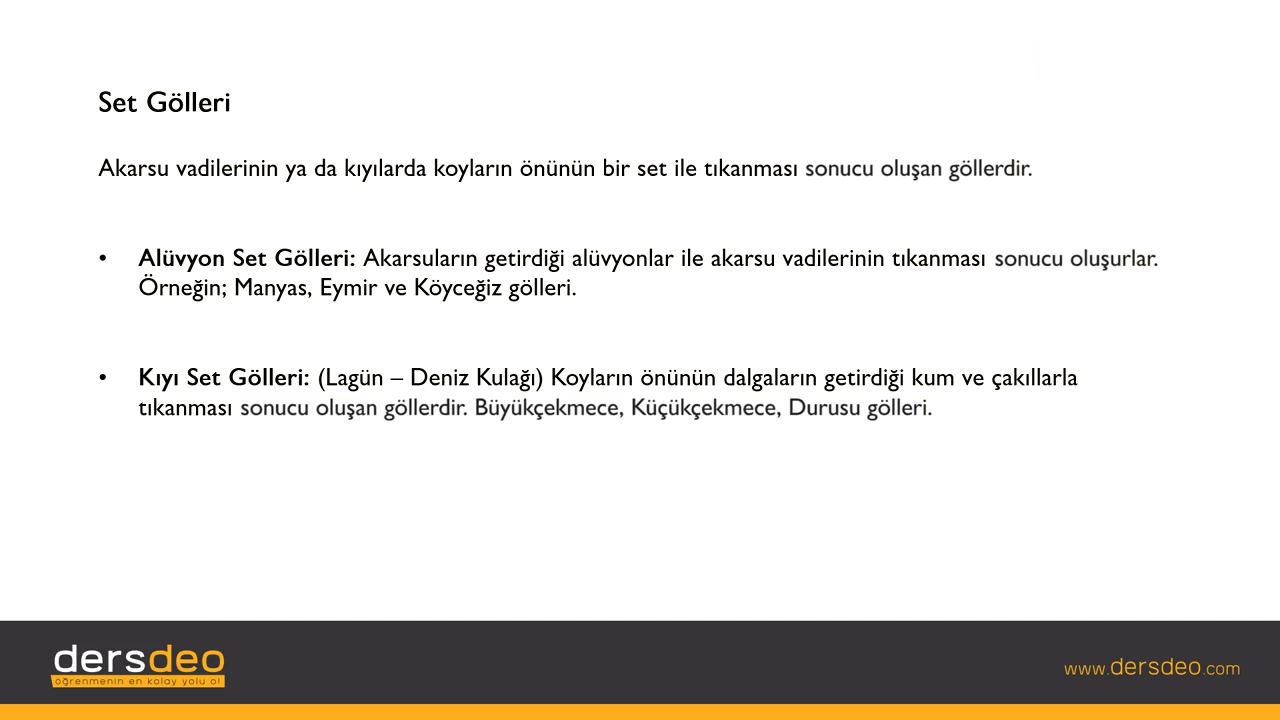 Set Gölleri
Akarsu vadilerinin ya da kıyılarda koyların önünün bir set ile tıkanması sonucu oluşan göllerdir.
• Alüvyon Set Gölleri: Akarsuların getirdiği alüvyonlar ile akarsu vadilerinin tıkanması sonucu oluşurlar.
Örneğin; Manyas, Eymir ve Köyceğiz gölleri.
• Kıyı Set Gölleri: (Lagün – Deniz Kulağı) Koyların önünün dalgaların getirdiği kum ve çakıllarla
tıkanması sonucu oluşan göllerdir. Büyükçekmece, Küçükçekmece, Durusu gölleri.
dersdeo
öğrenmenin en kolay yolu o!
www.dersdeo.com